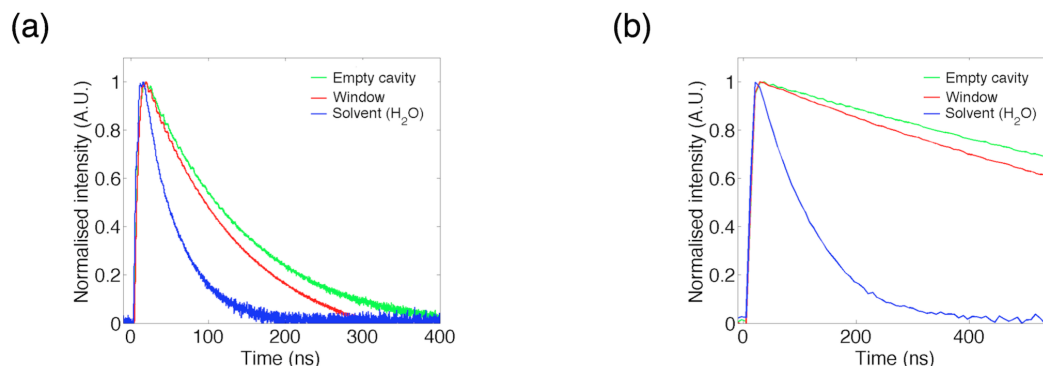 (a)
Normalised intensity (A.U.)
1
0.8
0.6
0.4
0.2
0
0 100 200 300 400
Time (ns)
Empty cavity
Window
Solvent (H₂O)
(b)
Normalised intensity (A.U.)
1
0.8
0.6
0.4
0.2
0
0 200 400
Time (ns)
Empty cavity
Window
Solvent (H₂O)